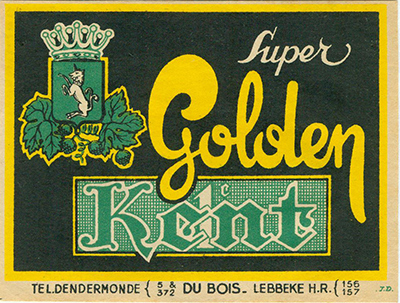 Super
Golden
Kent
TEL. DENDERMONDE { 5 & 372 DU BOIS - LEBBEKE H.R. { 156 157
J.D.